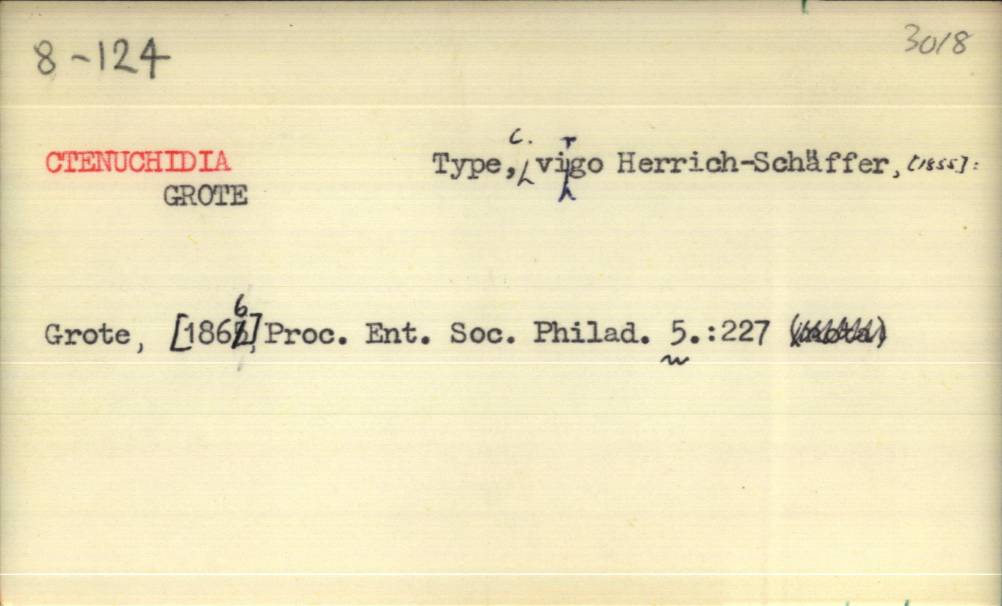 8-124 3018
CTENUCHIDIA Type, C. virgo Herrich-Schäffer, [1855]:
GROTE
Grote, [1866] Proc. Ent. Soc. Philad. 5.:227